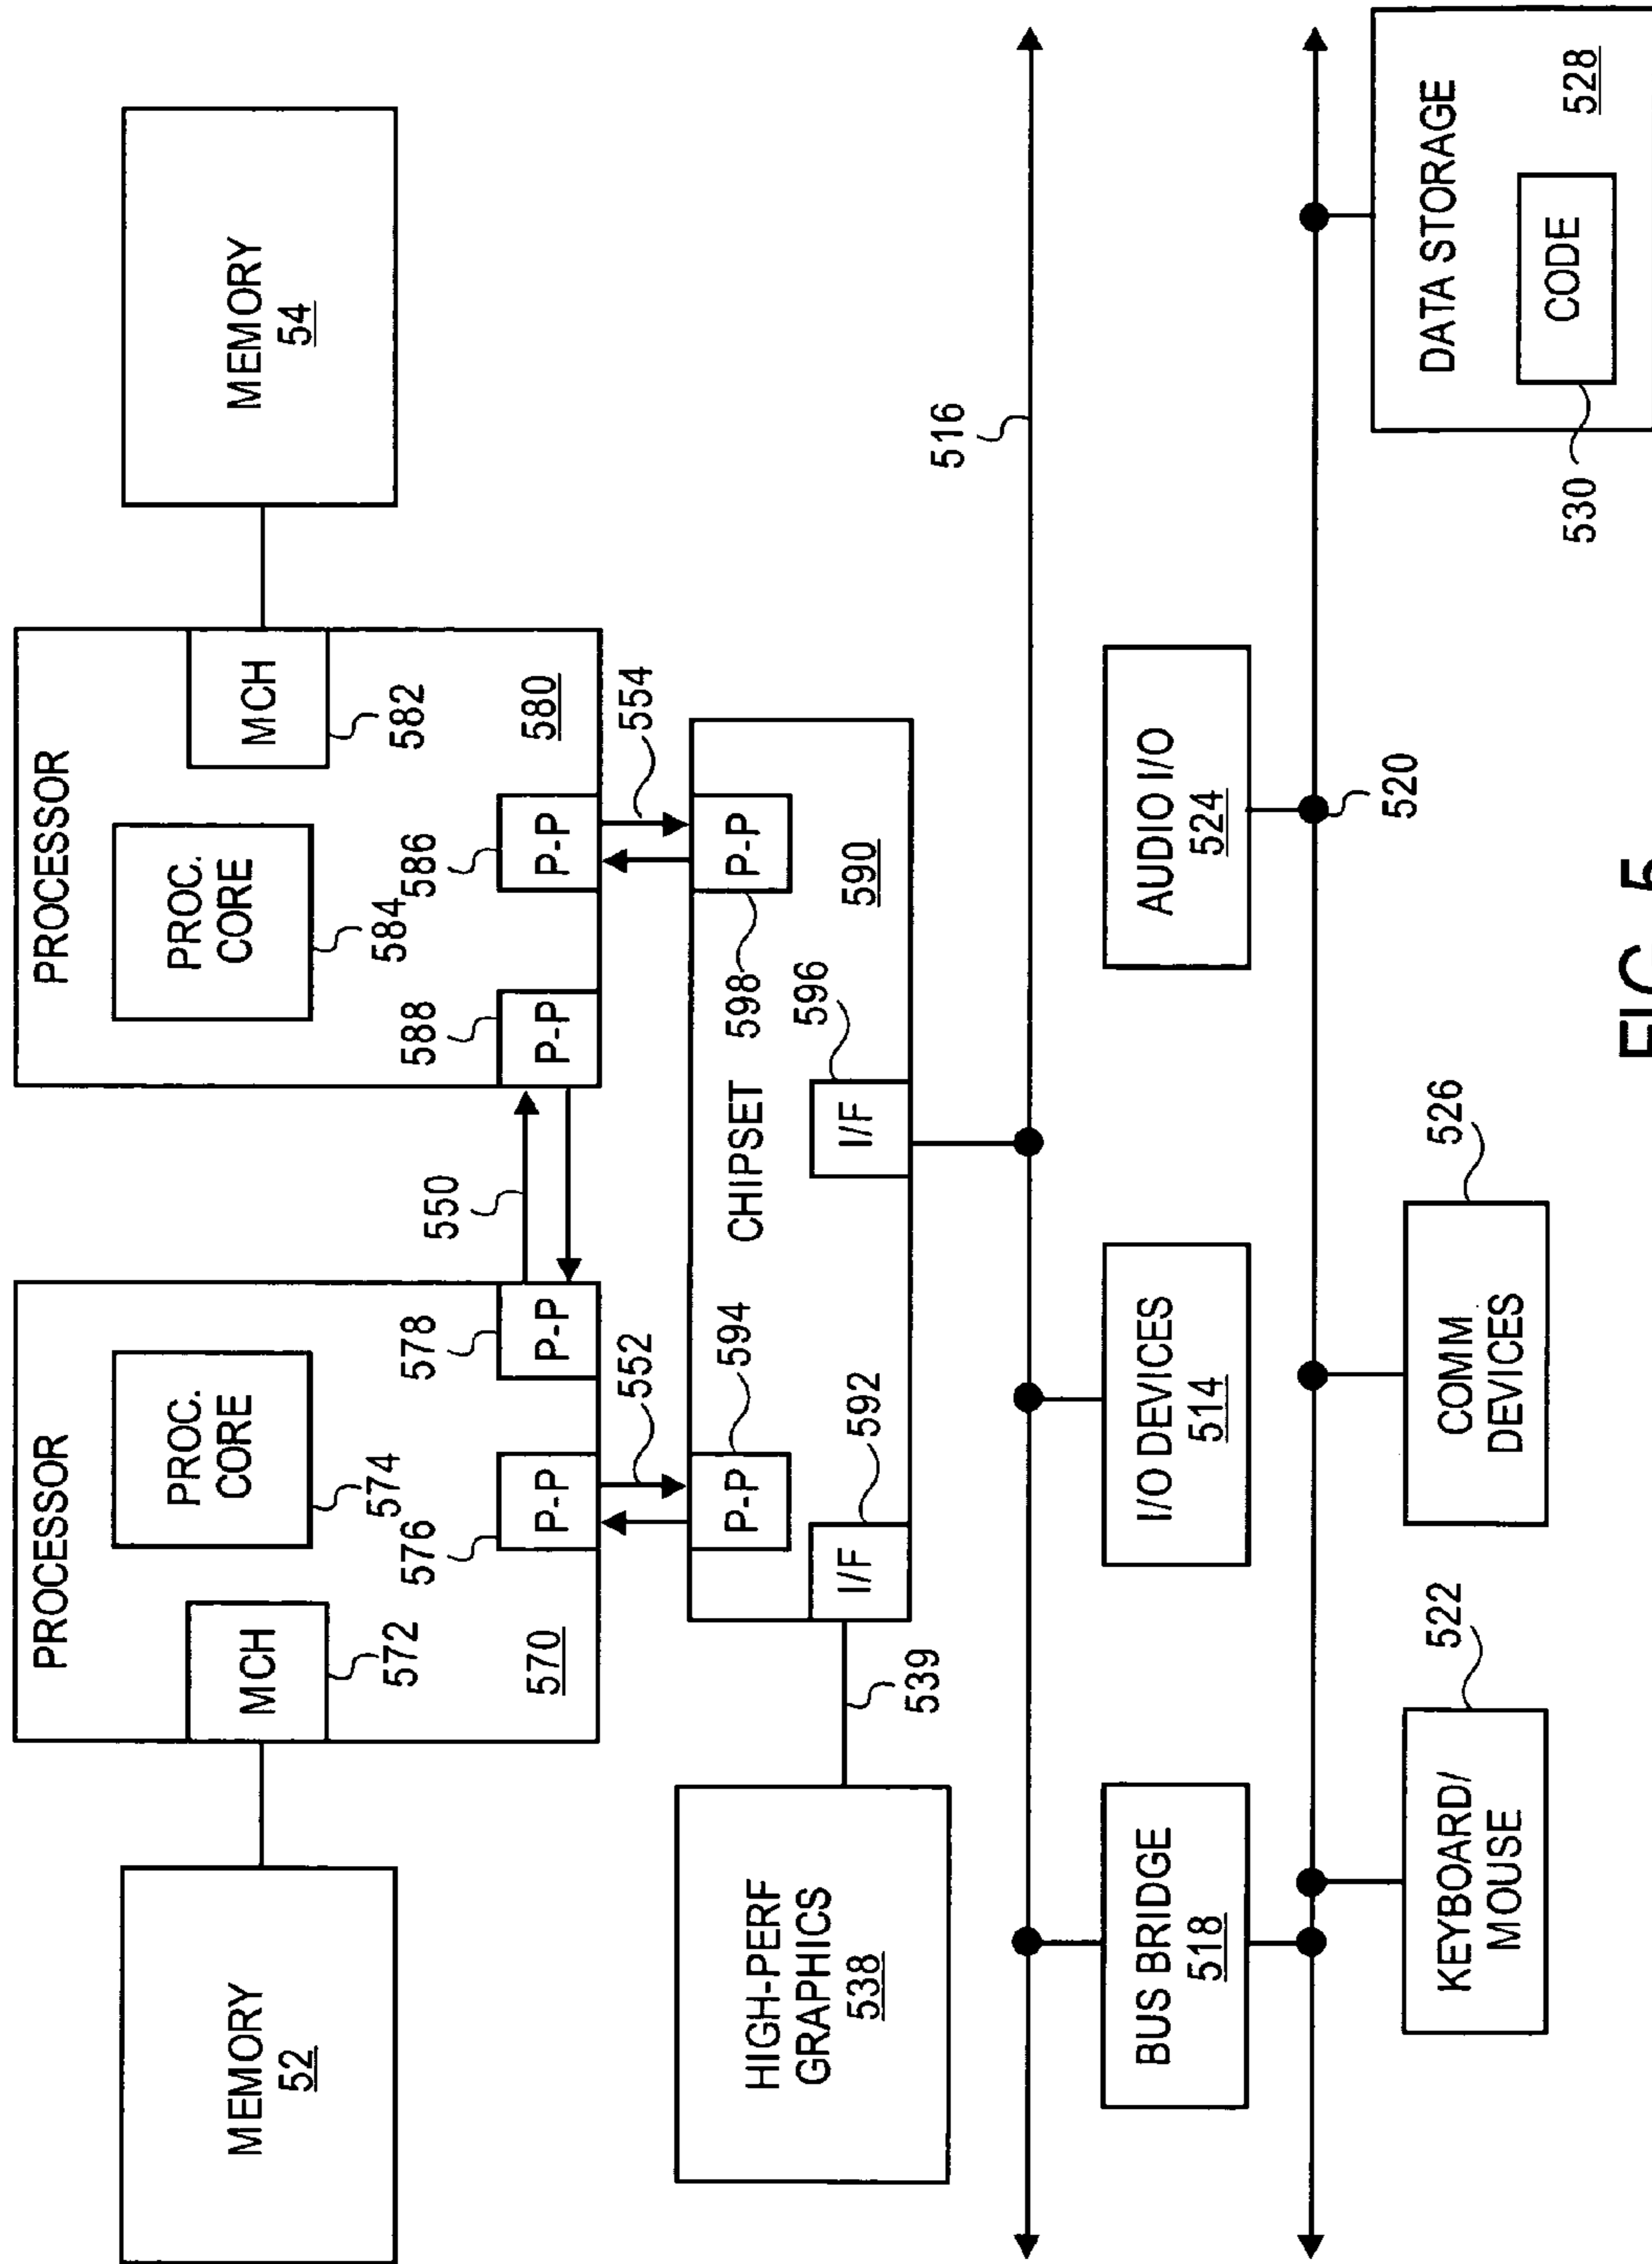 PROCESSOR
PROCESSOR
MEMORY
52
MCH
572
PROC.
CORE
574
576
P-P
578
P-P
570
550
588
P-P
PROC.
CORE
584
586
P-P
MCH
582
580
MEMORY
54
552
554
HIGH-PERF
GRAPHICS
538
539
P-P
594
CHIPSET
598
P-P
I/F
592
I/F
596
590
516
BUS BRIDGE
518
I/O DEVICES
514
AUDIO I/O
524
520
KEYBOARD/
MOUSE
522
COMM
DEVICES
526
DATA STORAGE
CODE
528
530
FIG. 5